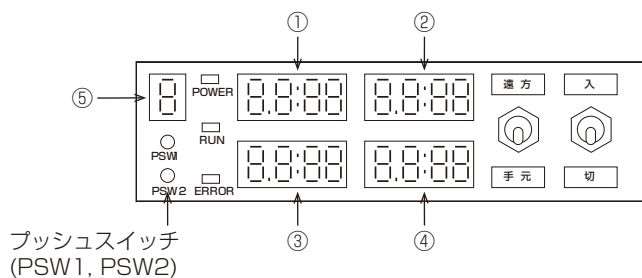 ① ②
⑤ POWER 遠方 入
RUN
PSW1
PSW2 ERROR 手元 切
プッシュスイッチ ③ ④
(PSW1, PSW2)